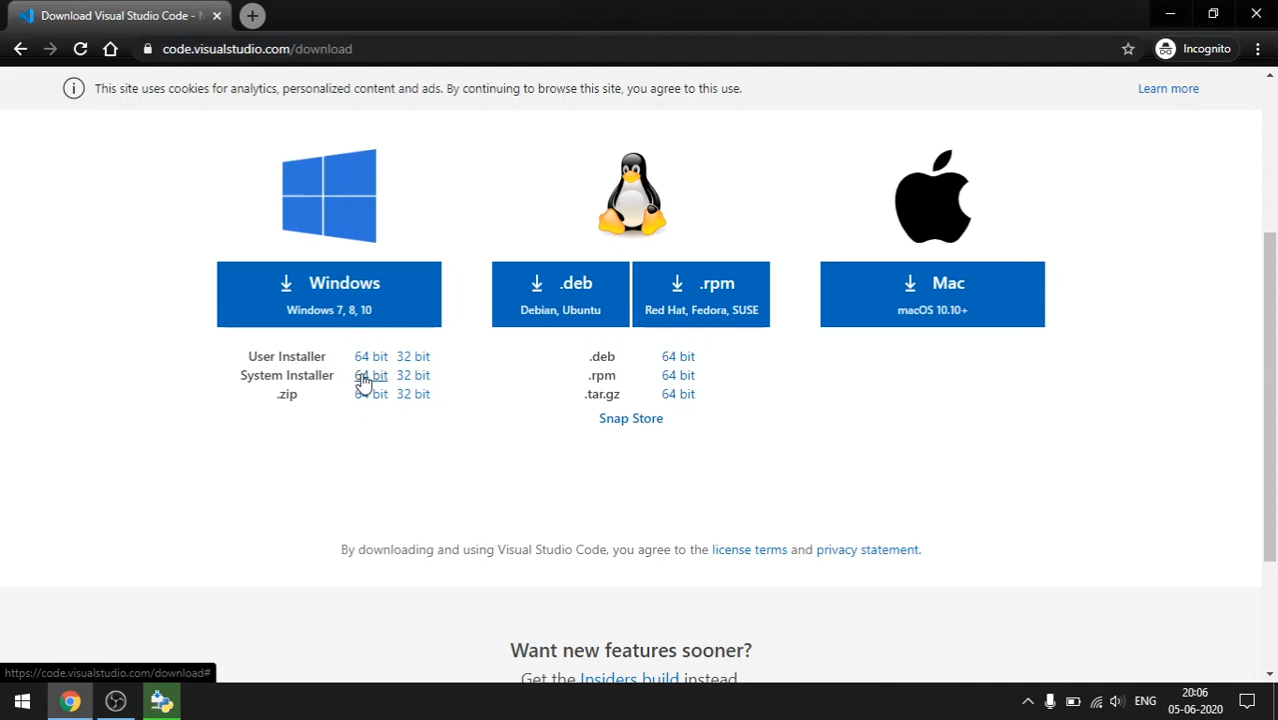 Download Visual Studio Code - M
code.visualstudio.com/download
Incognito
This site uses cookies for analytics, personalized content and ads. By continuing to browse this site, you agree to this use.
Learn more
Windows
Windows 7, 8, 10
.deb
Debian, Ubuntu
.rpm
Red Hat, Fedora, SUSE
Mac
macOS 10.10+
User Installer 64 bit 32 bit
System Installer 64 bit 32 bit
.zip 64 bit 32 bit
.deb 64 bit
.rpm 64 bit
.tar.gz 64 bit
Snap Store
By downloading and using Visual Studio Code, you agree to the license terms and privacy statement.
Want new features sooner?
Get the Insiders build instead
https://code.visualstudio.com/download#
ENG
20:06
05-06-2020